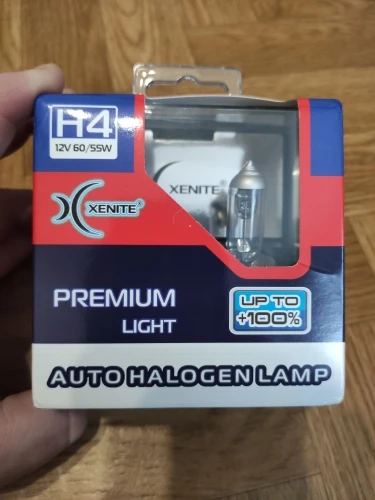 H4
12V 60/55W
XENITE®
XENITE
PREMIUM
LIGHT
UP TO
+100%
AUTO HALOGEN LAMP